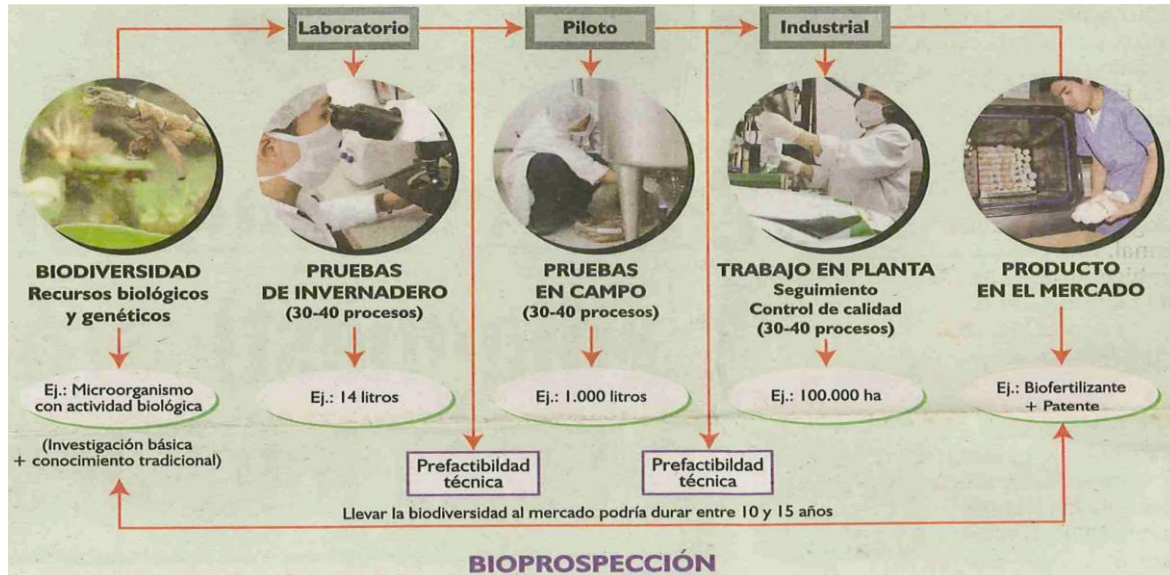 Laboratorio
Piloto
Industrial
BIODIVERSIDAD
Recursos biológicos
y genéticos
PRUEBAS
DE INVERNADERO
(30-40 procesos)
PRUEBAS
EN CAMPO
(30-40 procesos)
TRABAJO EN PLANTA
Seguimiento
Control de calidad
(30-40 procesos)
PRODUCTO
EN EL MERCADO
Ej.: Microorganismo
con actividad biológica
Ej.: 14 litros
Ej.: 1.000 litros
Ej.: 100.000 ha
Ej.: Biofertilizante
+ Patente
(Investigación básica
+ conocimiento tradicional)
Prefactibildad
técnica
Prefactibildad
técnica
Llevar la biodiversidad al mercado podría durar entre 10 y 15 años
BIOPROSPECCIÓN